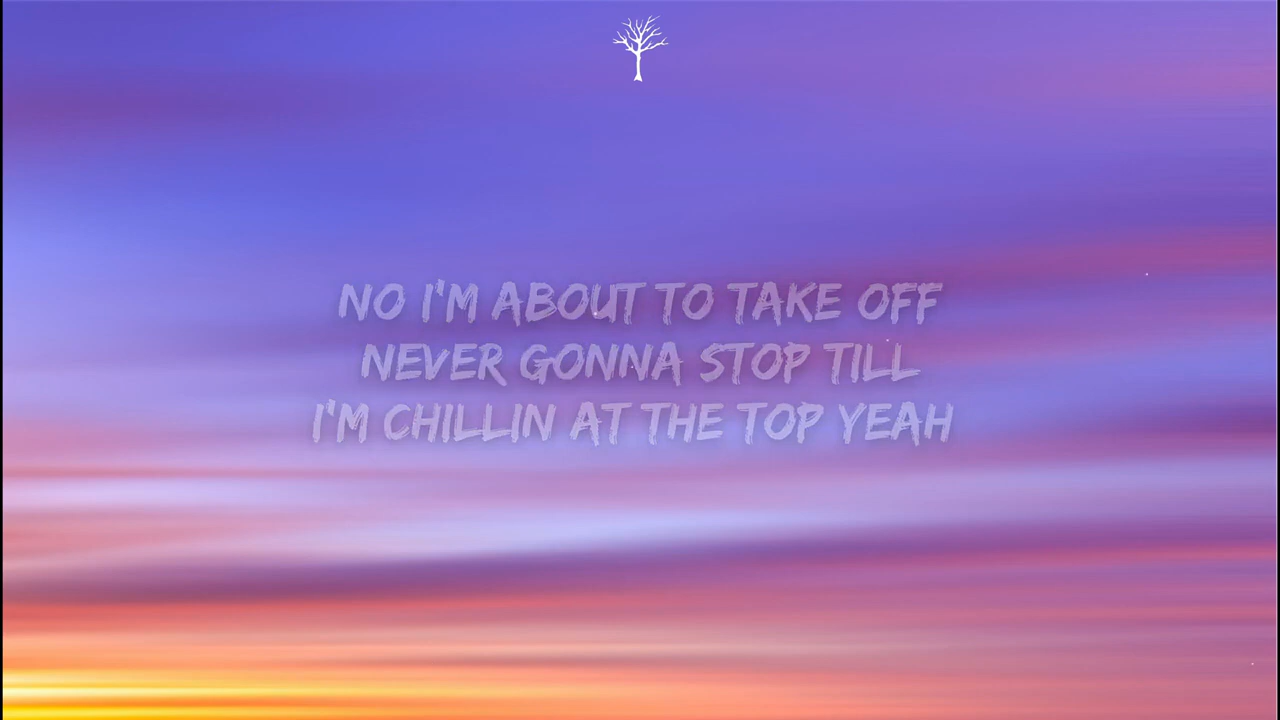 NO I'M ABOUT TO TAKE OFF
NEVER GONNA STOP TILL
I'M CHILLIN AT THE TOP YEAH